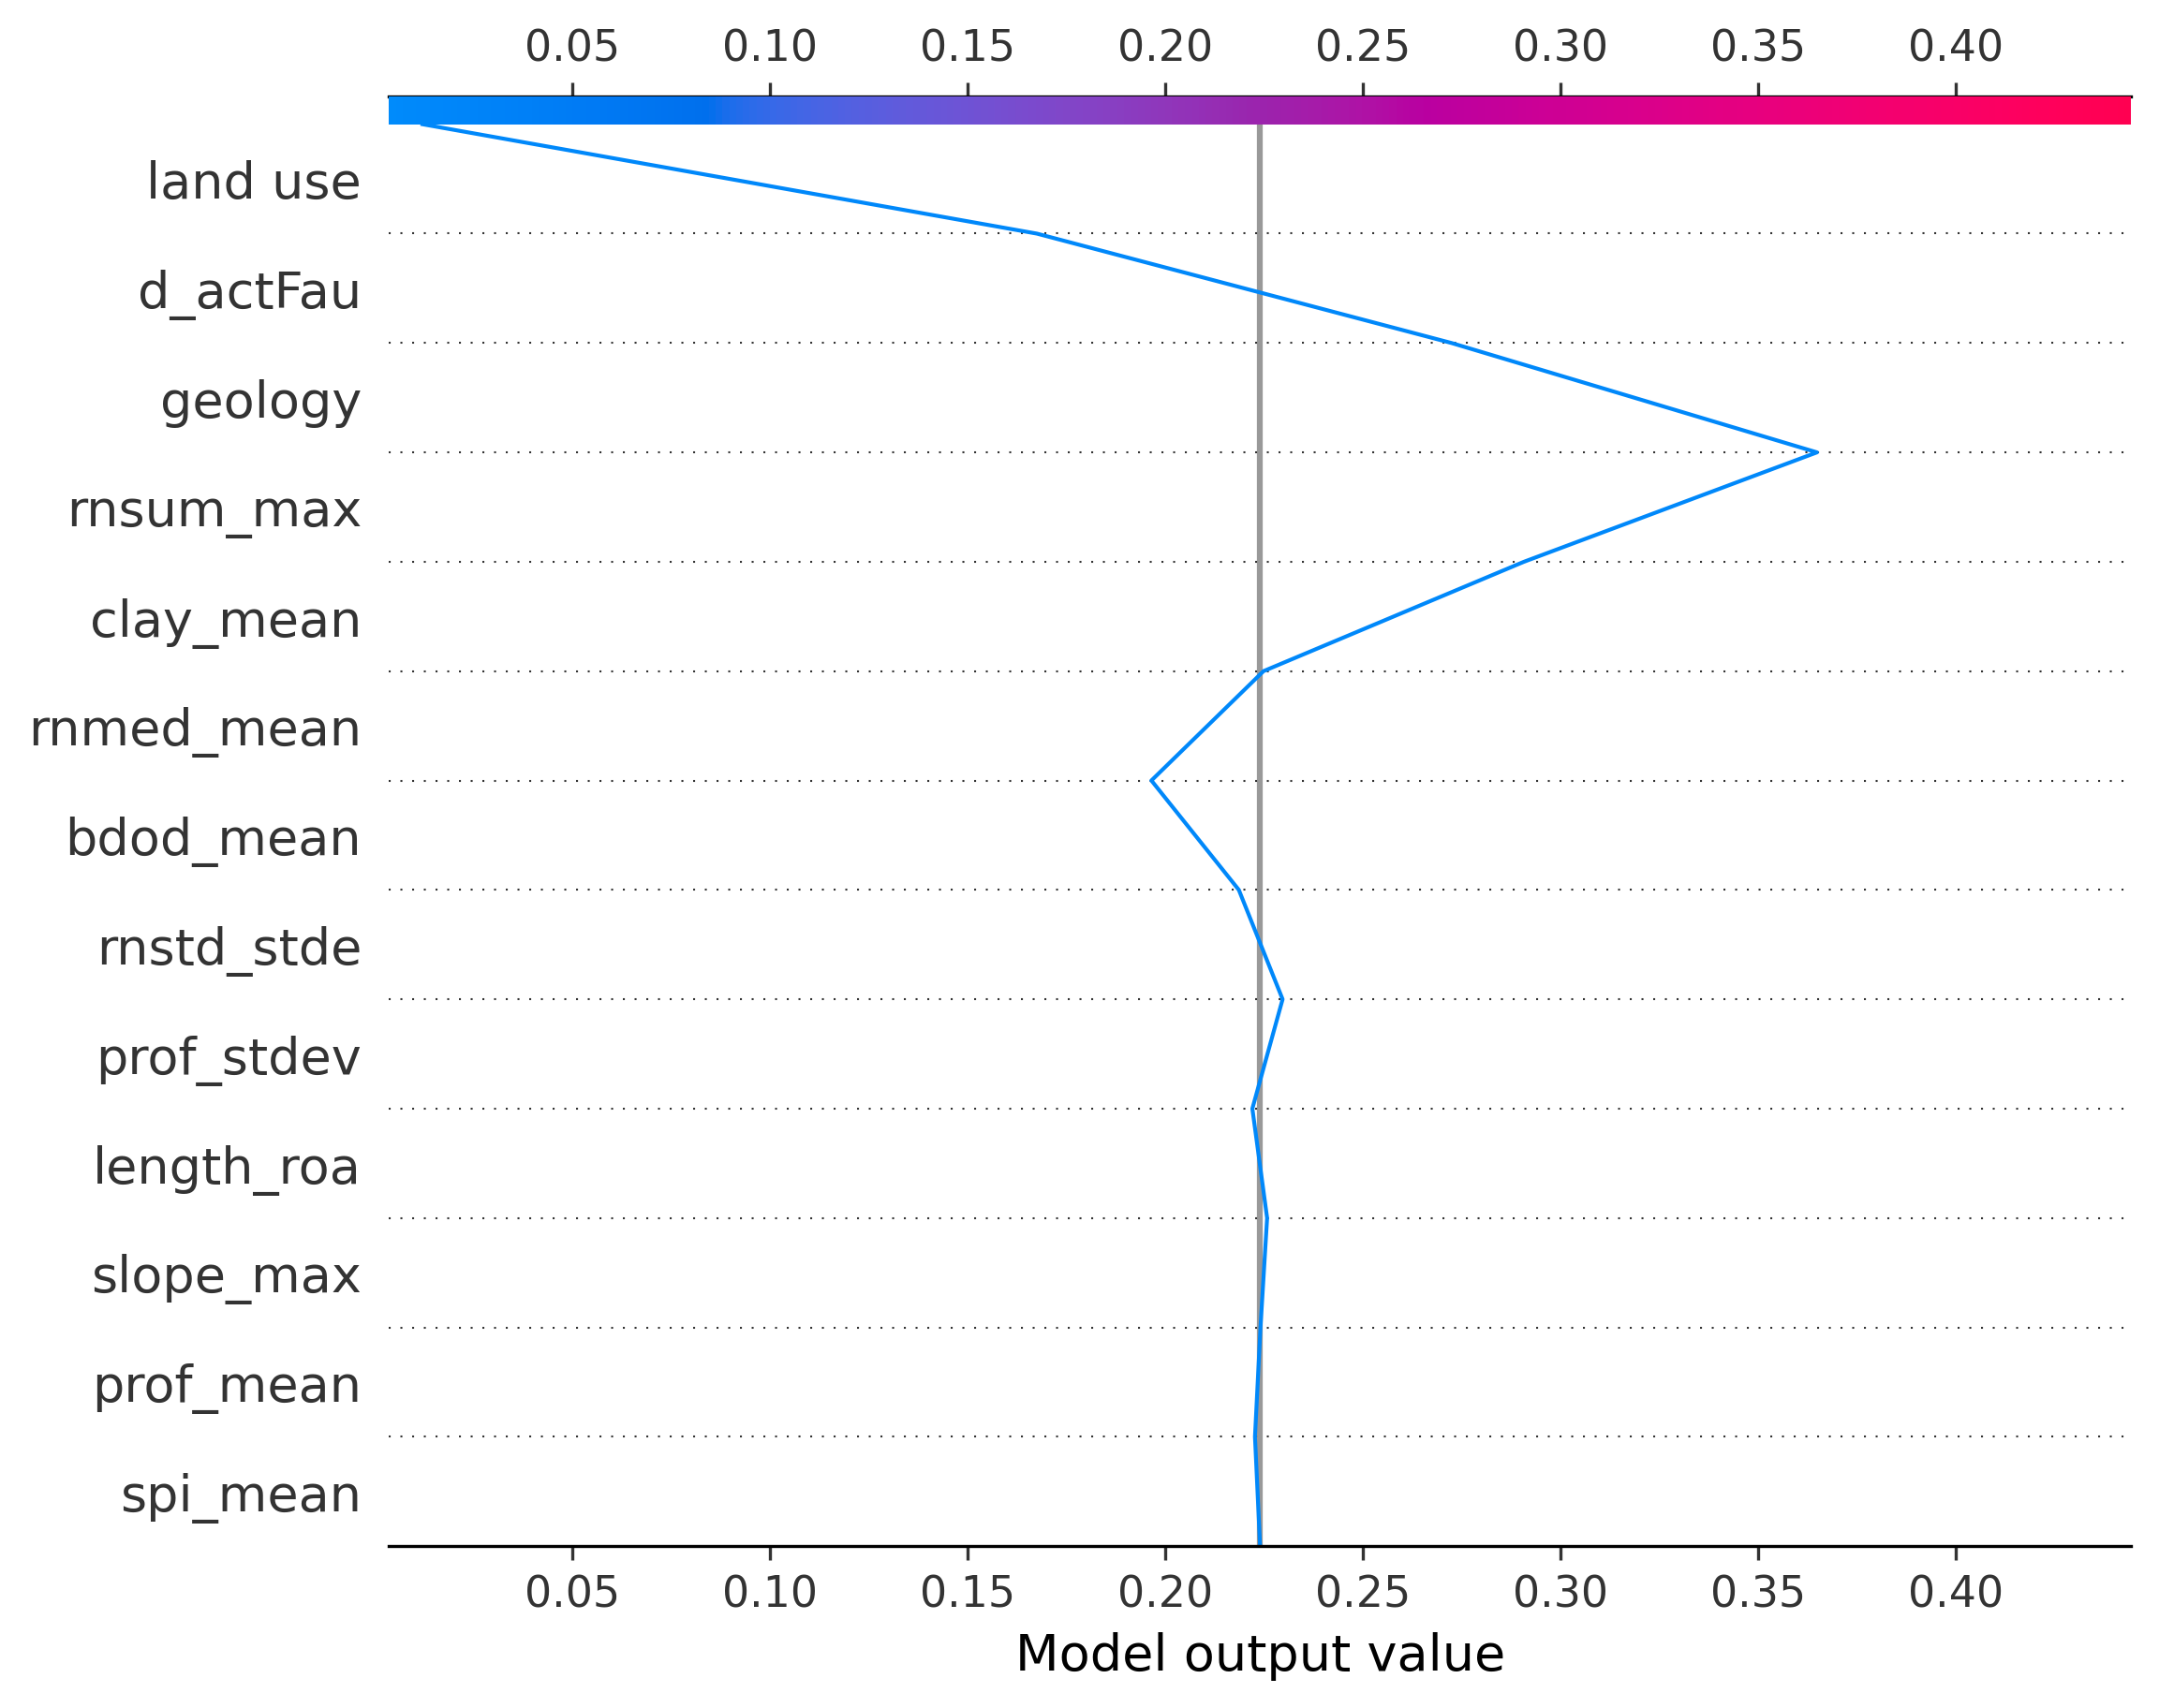 0.05 0.10 0.15 0.20 0.25 0.30 0.35 0.40
land use
d_actFau
geology
rnsum_max
clay_mean
rnmed_mean
bdod_mean
rnstd_stde
prof_stdev
length_roa
slope_max
prof_mean
spi_mean
0.05 0.10 0.15 0.20 0.25 0.30 0.35 0.40
Model output value